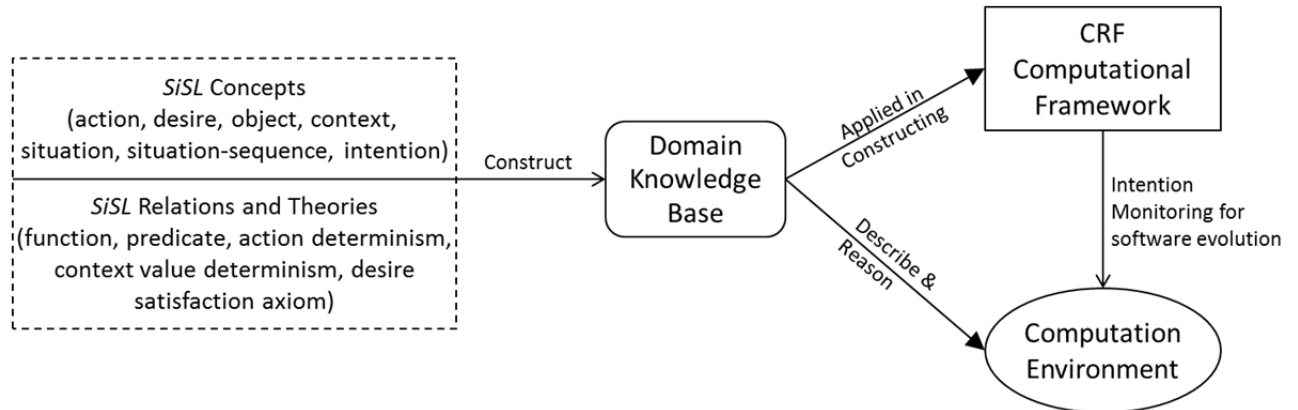 SiSL Concepts
(action, desire, object, context,
situation, situation-sequence, intention)
SiSL Relations and Theories
(function, predicate, action determinism,
context value determinism, desire
satisfaction axiom)
Construct
Domain
Knowledge
Base
Applied in
Constructing
Describe &
Reason
CRF
Computational
Framework
Intention
Monitoring for
software evolution
Computation
Environment